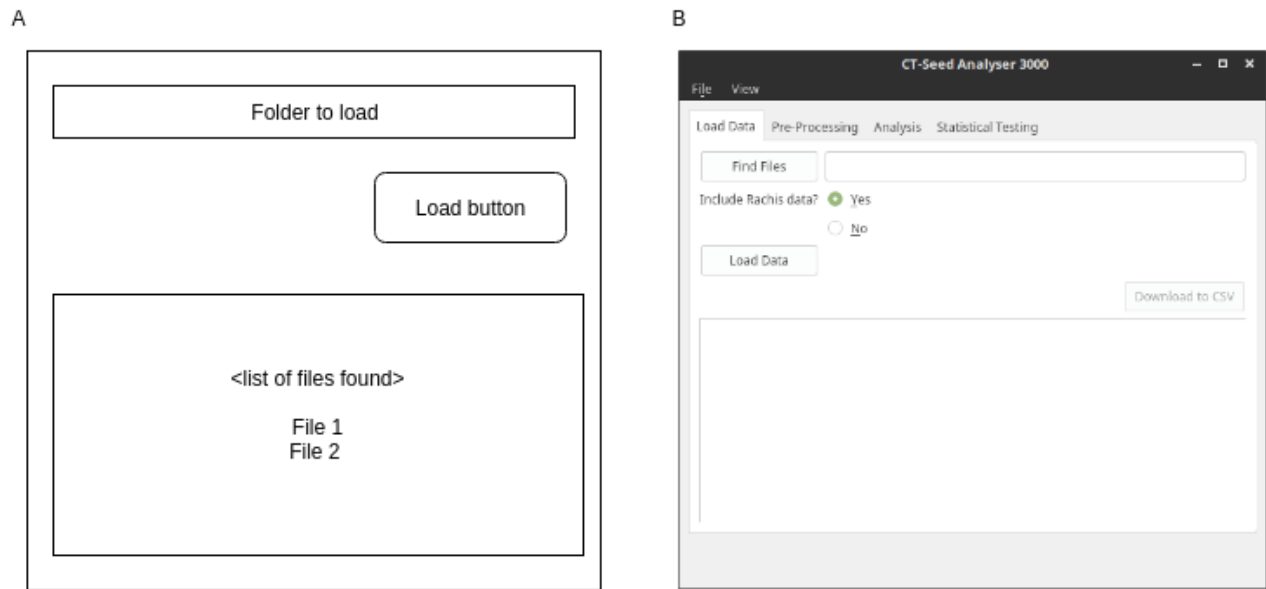 A
Folder to load
Load button
<list of files found>
File 1
File 2
B
CT-Seed Analyser 3000
File View
Load Data Pre-Processing Analysis Statistical Testing
Find Files
Include Rachis data? Yes
No
Load Data
Download to CSV